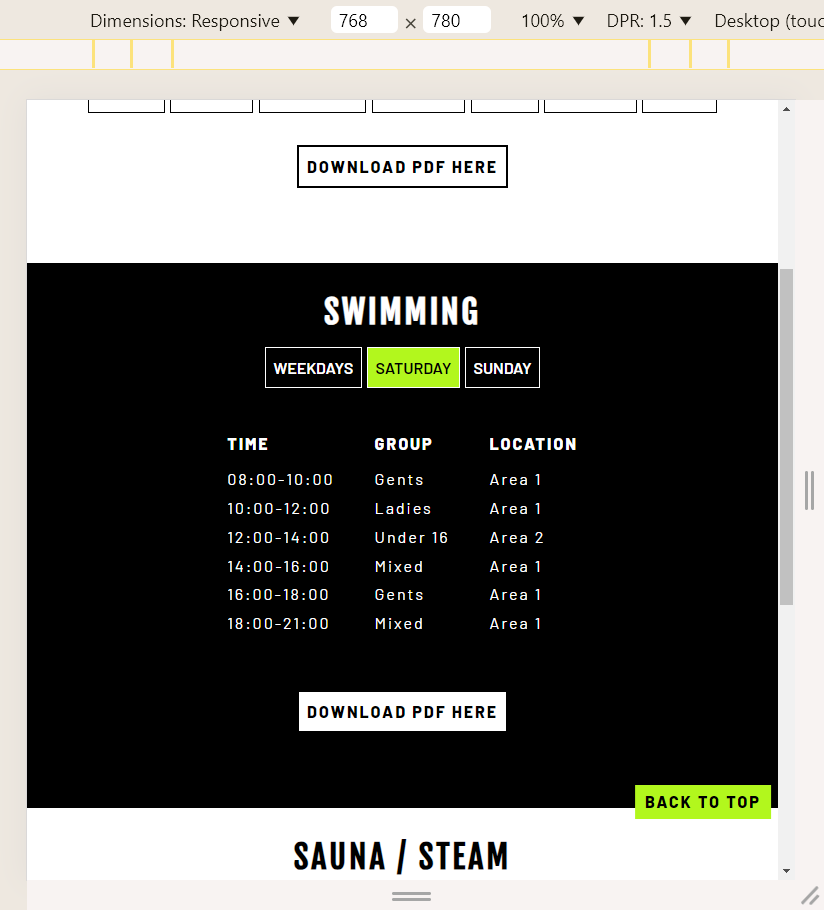 Dimensions: Responsive ▼ 768 × 780 100% ▼ DPR: 1.5 ▼ Desktop (touc
DOWNLOAD PDF HERE
SWIMMING
WEEKDAYS SATURDAY SUNDAY
TIME GROUP LOCATION
08:00-10:00 Gents Area 1
10:00-12:00 Ladies Area 1
12:00-14:00 Under 16 Area 2
14:00-16:00 Mixed Area 1
16:00-18:00 Gents Area 1
18:00-21:00 Mixed Area 1
DOWNLOAD PDF HERE
BACK TO TOP
SAUNA / STEAM